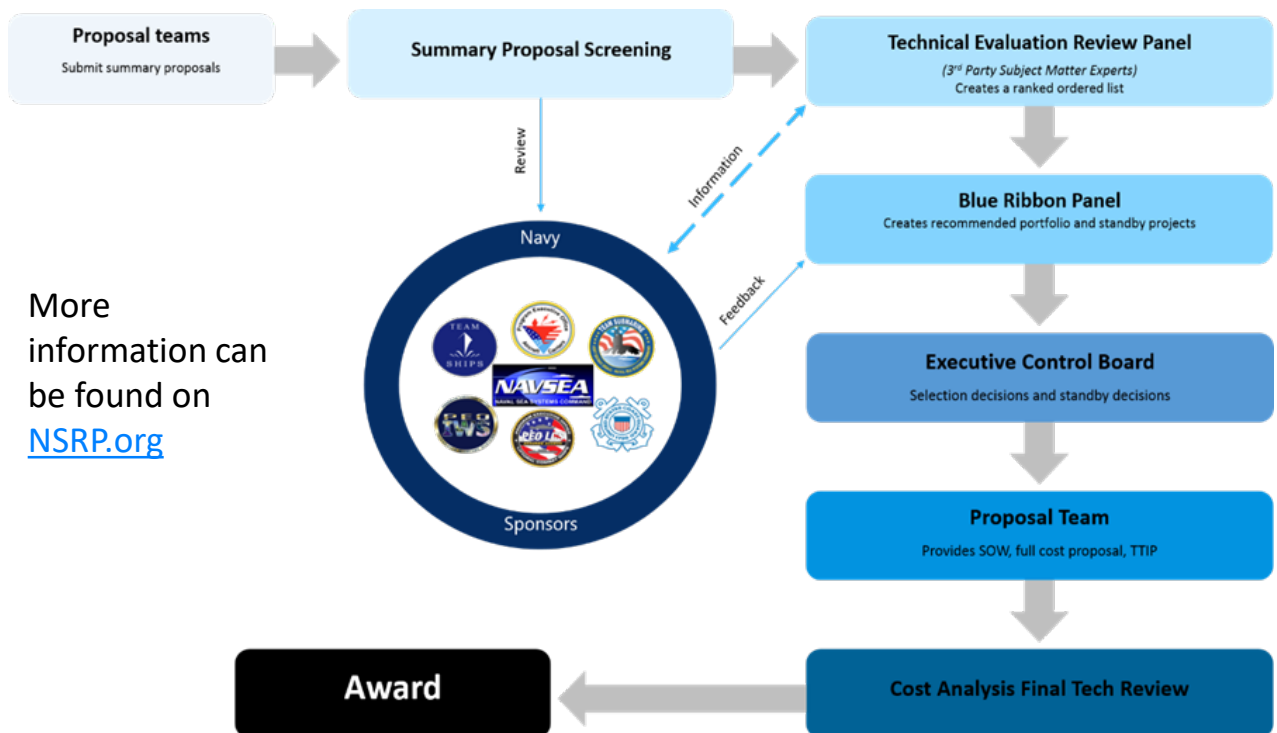 Proposal teams
Submit summary proposals
Summary Proposal Screening
Technical Evaluation Review Panel
(3rd Party Subject Matter Experts)
Creates a ranked ordered list
Review
Information
Blue Ribbon Panel
Creates recommended portfolio and standby projects
Navy
Feedback
TEAM
SHIPS
TEAM SUBMARINE
NAVSEA
NAVAL SEA SYSTEMS COMMAND
PEO
IWS
Sponsors
More
information can
be found on
NSRP.org
Executive Control Board
Selection decisions and standby decisions
Proposal Team
Provides SOW, full cost proposal, TTIP
Cost Analysis Final Tech Review
Award